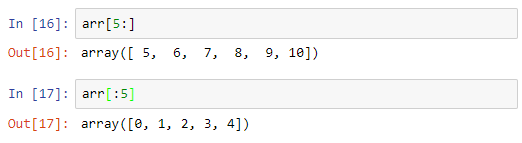 In [16]: arr[5:]
Out[16]: array([ 5,  6,  7,  8,  9, 10])
In [17]: arr[:5]
Out[17]: array([0, 1, 2, 3, 4])